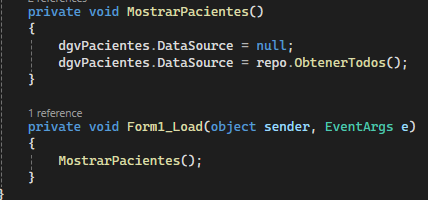 private void MostrarPacientes()
{
dgvPacientes.DataSource = null;
dgvPacientes.DataSource = repo.ObtenerTodos();
}
1 reference
private void Form1_Load(object sender, EventArgs e)
{
MostrarPacientes();
}
}